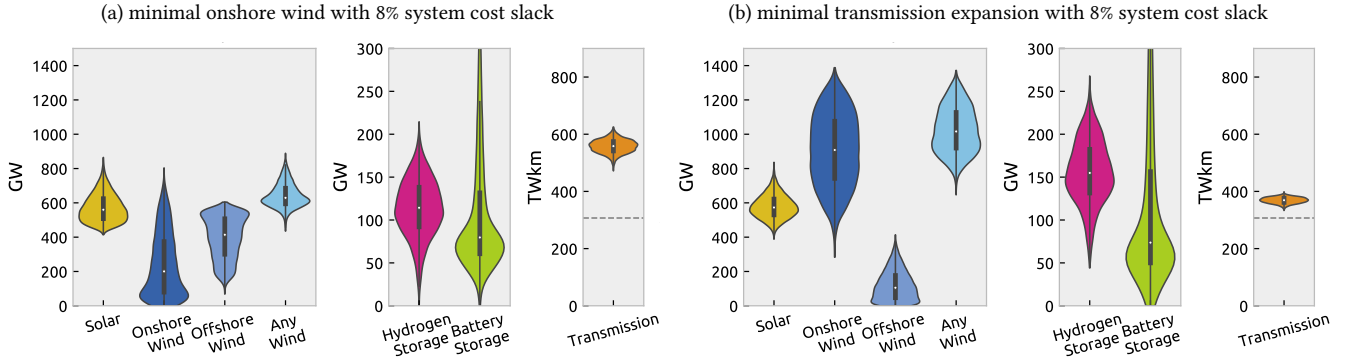 (a) minimal onshore wind with 8% system cost slack
GW
1400
1200
1000
800
600
400
200
0
Solar
Onshore
Wind
Offshore
Wind
Any
Wind
GW
300
250
200
150
100
50
0
Hydrogen
Storage
Battery
Storage
TWkm
800
600
400
200
0
Transmission
(b) minimal transmission expansion with 8% system cost slack
GW
1400
1200
1000
800
600
400
200
0
Solar
Onshore
Wind
Offshore
Wind
Any
Wind
GW
300
250
200
150
100
50
0
Hydrogen
Storage
Battery
Storage
TWkm
800
600
400
200
0
Transmission